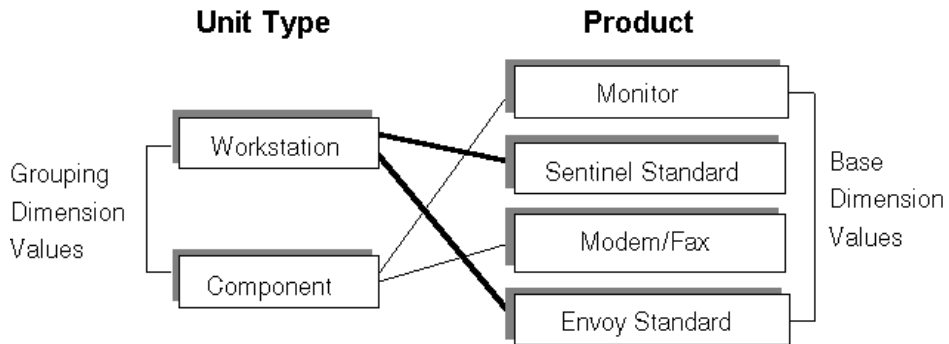 Unit Type
Product
Monitor
Workstation
Sentinel Standard
Grouping
Dimension
Values
Base
Dimension
Values
Modem/Fax
Component
Envoy Standard